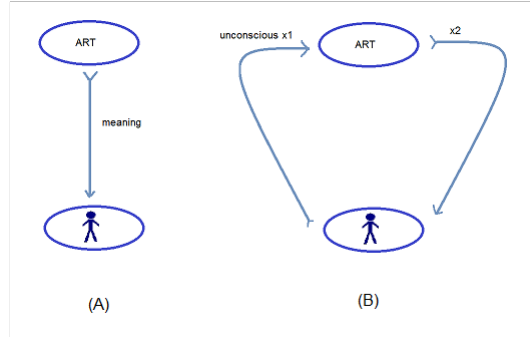 ART
meaning
(A)
unconscious x1
ART
x2
(B)